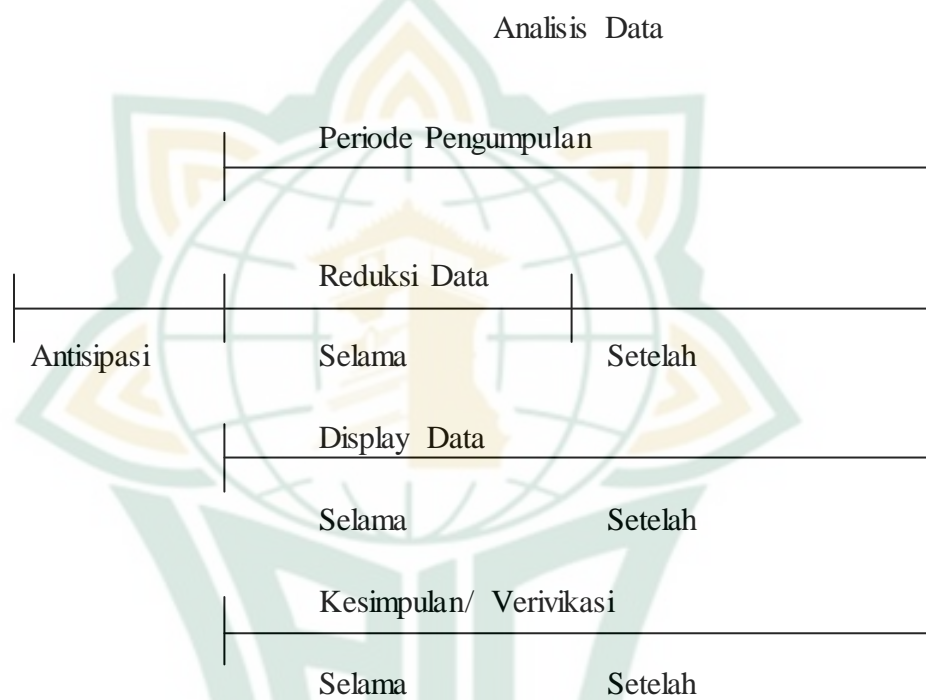 Analisis Data
Periode Pengumpulan
Reduksi Data
Antisipasi Selama Setelah
Display Data
Selama Setelah
Kesimpulan/ Verivikasi
Selama Setelah